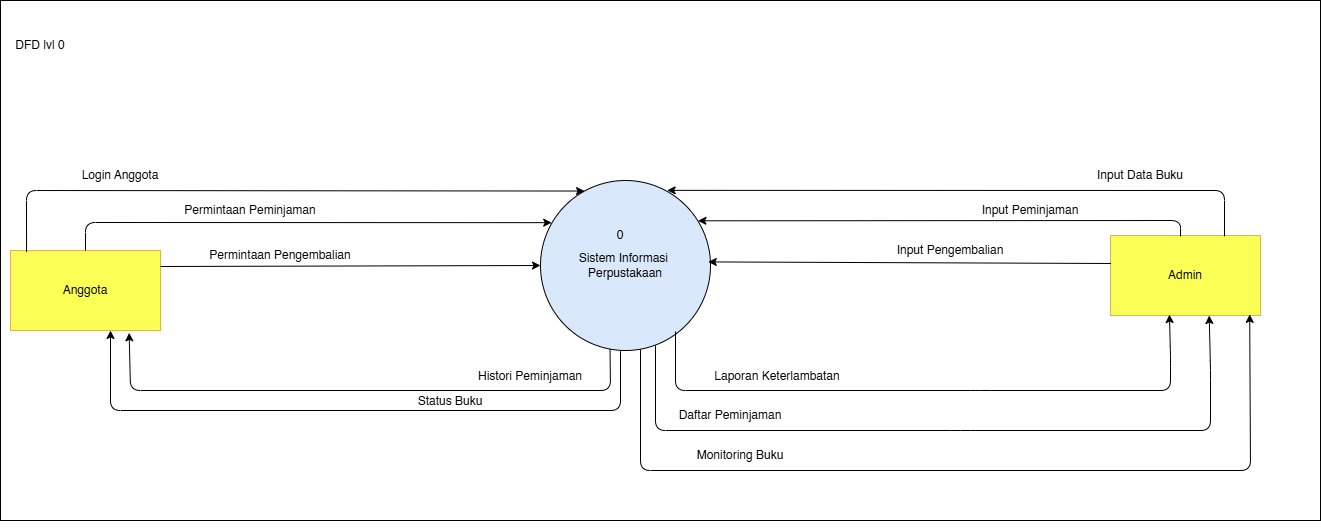 DFD lvl 0
Login Anggota
Input Data Buku
Permintaan Peminjaman
Input Peminjaman
0
Permintaan Pengembalian
Input Pengembalian
Sistem Informasi
Perpustakaan
Anggota
Admin
Histori Peminjaman
Laporan Keterlambatan
Status Buku
Daftar Peminjaman
Monitoring Buku